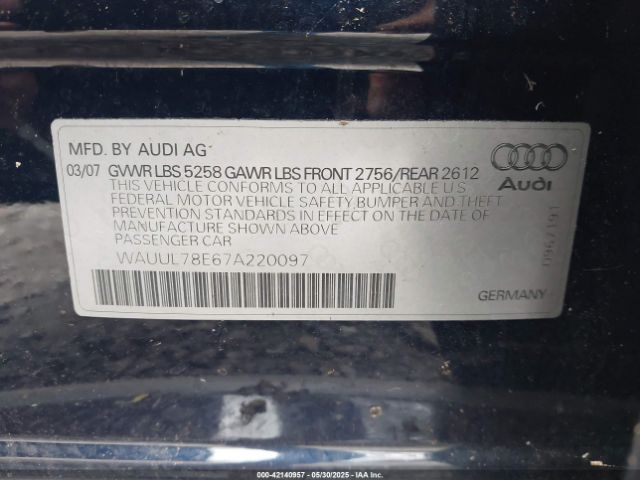 MFD. BY AUDI AG
03/07 GVWR LBS 5258 GAWR LBS FRONT 2756/REAR 2612
THIS VEHICLE CONFORMS TO ALL APPLICABLE U.S
FEDERAL MOTOR VEHICLE SAFETY,BUMPER AND THEFT
PREVENTION STANDARDS IN EFFECT ON THE DATE OF
MANUFACTURE SHOWN ABOVE
PASSENGER CAR
WAUUL78E67A220097
Audi
0967191
GERMANY
000-42140957 - 05/30/2025 - IAA Inc.